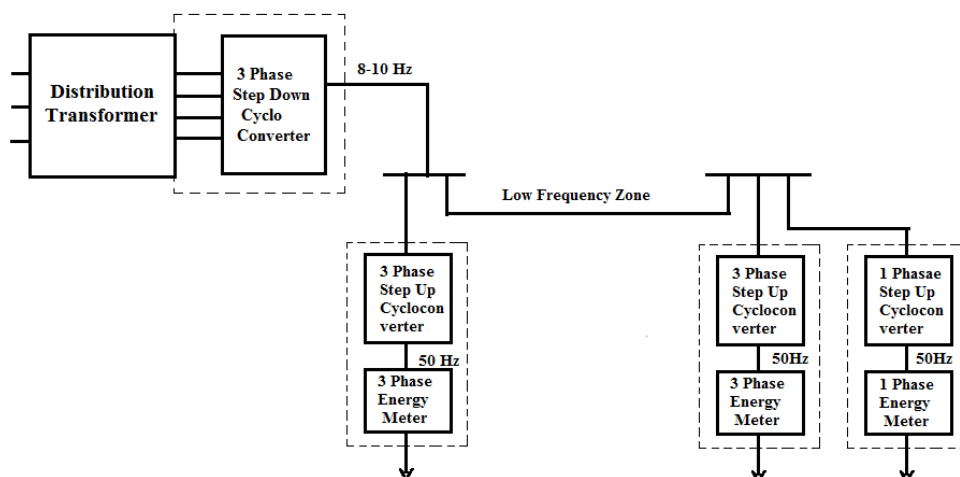 Distribution
Transformer
3 Phase
Step Down
Cyclo
Converter
8-10 Hz
Low Frequency Zone
3 Phase
Step Up
Cyclocon
verter
50 Hz
3 Phase
Energy
Meter
3 Phase
Step Up
Cyclocon
verter
50Hz
3 Phase
Energy
Meter
1 Phasae
Step Up
Cyclocon
verter
50Hz
1 Phase
Energy
Meter